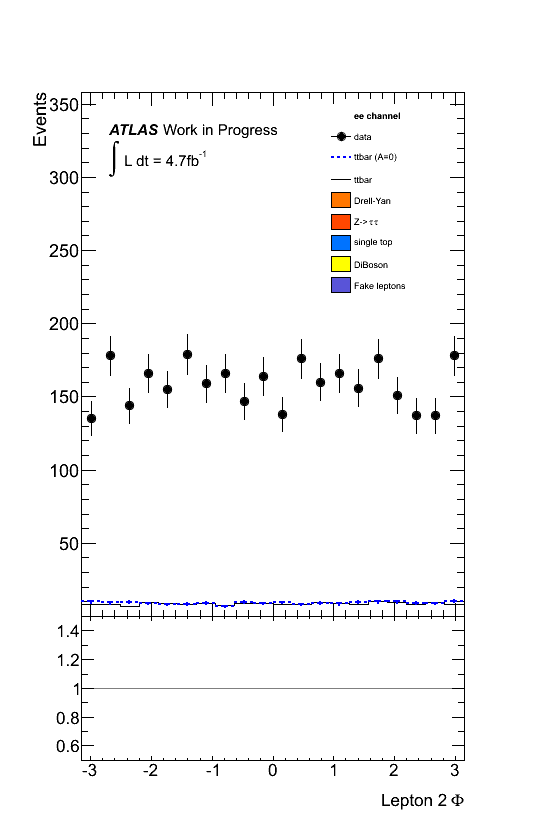 Events
350
300
250
200
150
100
50
ATLAS Work in Progress
∫ L dt = 4.7fb-1
ee channel
data
ttbar (A=0)
ttbar
Drell-Yan
Z->ττ
single top
DiBoson
Fake leptons
1.4
1.2
1
0.8
0.6
-3 -2 -1 0 1 2 3
Lepton 2 Φ